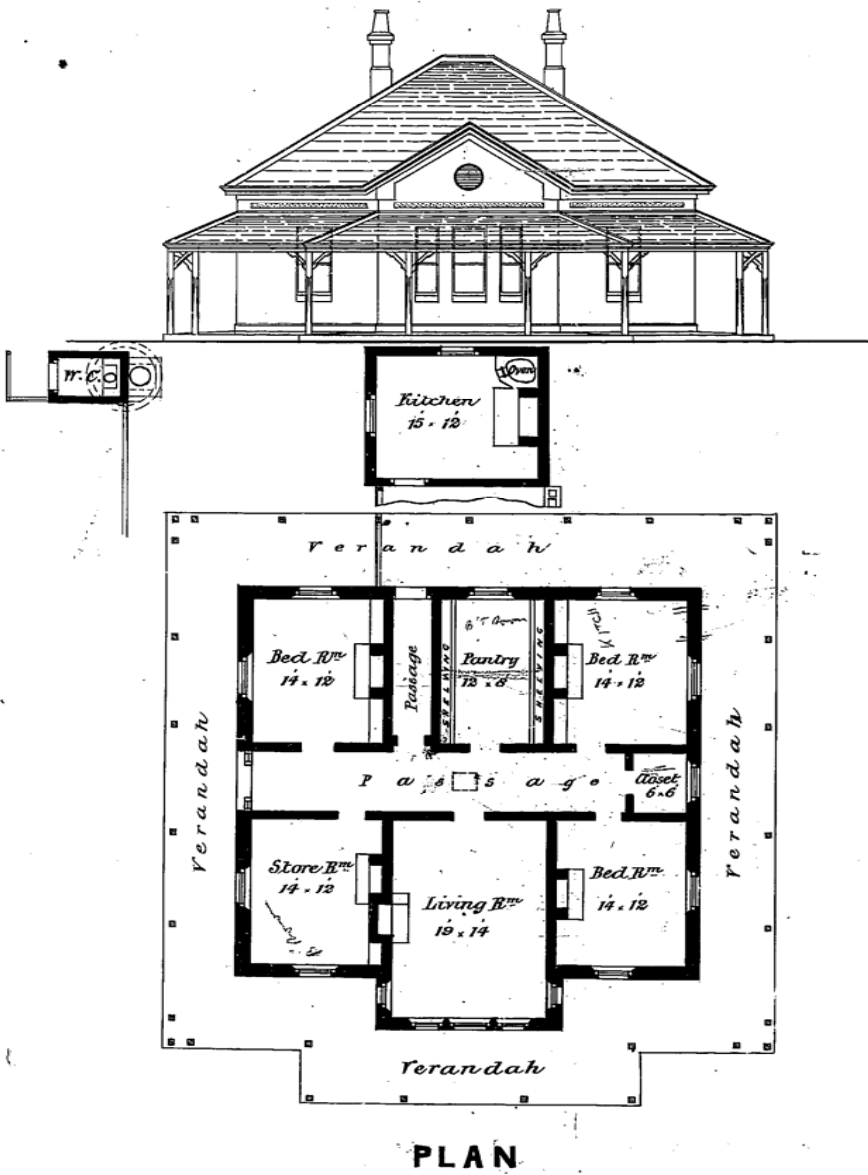 W.C.
Oven
Kitchen
15 × 12
Verandah
Bed Rm
14 × 12
Passage
SHELVING
Pantry
12 × 8
SHELVING
Bed Rm
14 × 12
KITCH
Verandah
Passage
Closet
6 × 6
Verandah
Store Rm
14 × 12
Living Rm
19 × 14
Bed Rm
14 × 12
Verandah
PLAN